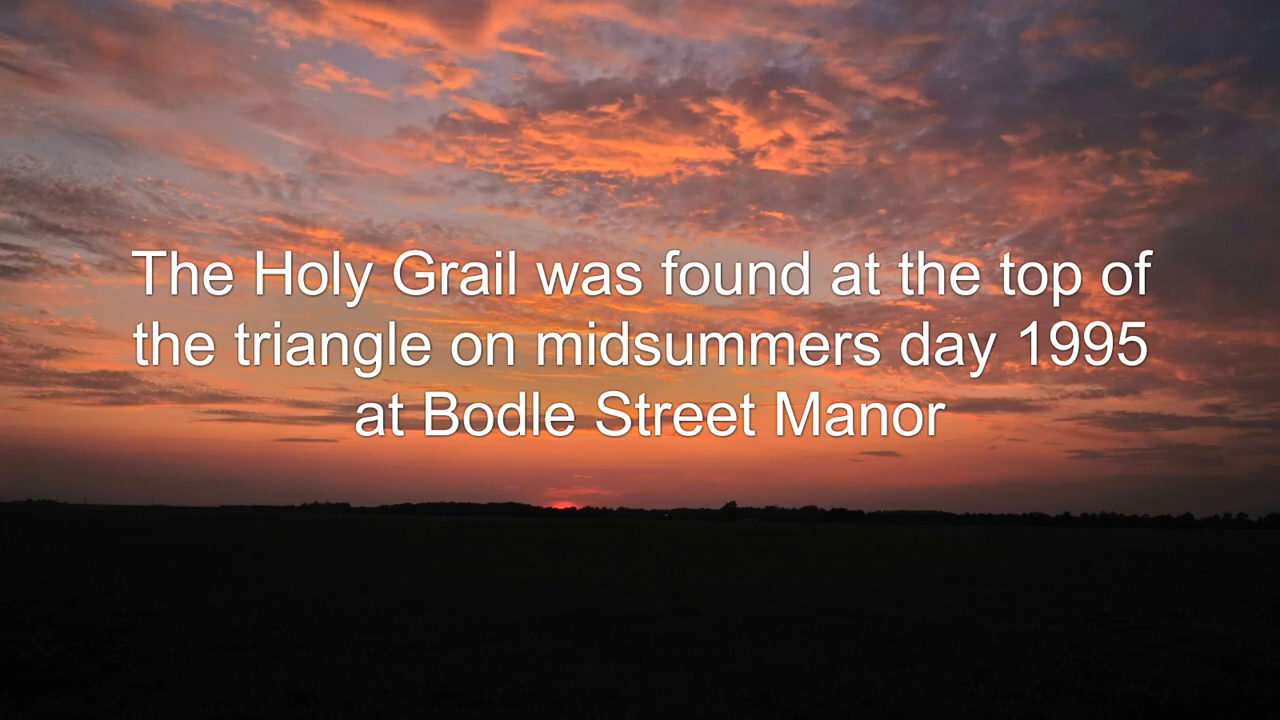 The Holy Grail was found at the top of
the triangle on midsummers day 1995
at Bodle Street Manor